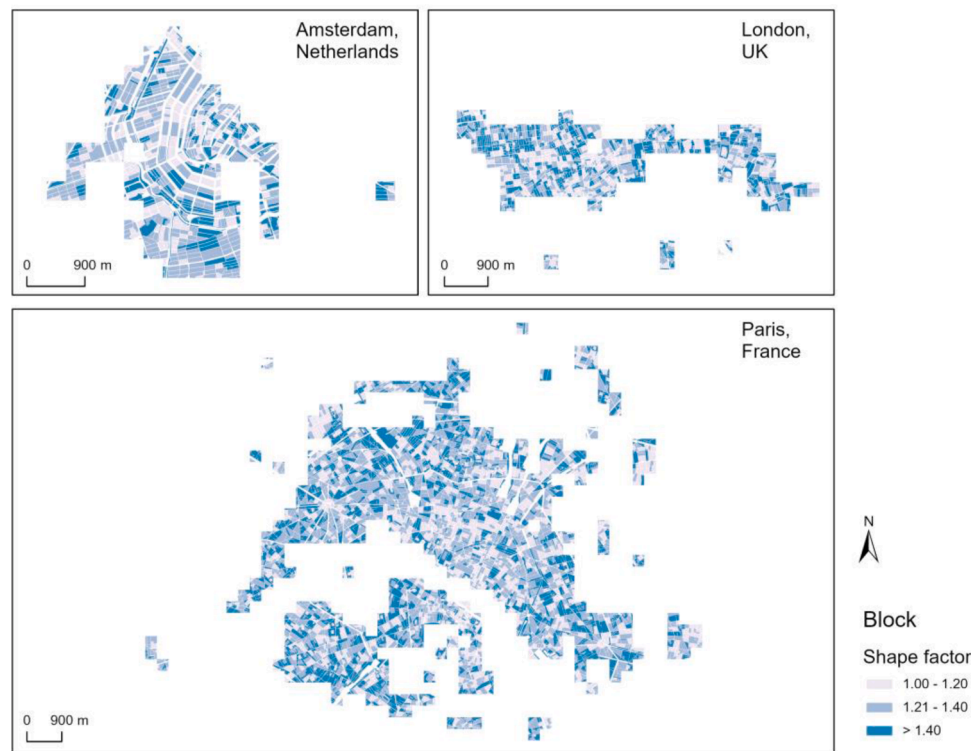 Amsterdam,
Netherlands
0 900 m
London,
UK
0 900 m
Paris,
France
0 900 m
N
Block
Shape factor
1.00 - 1.20
1.21 - 1.40
> 1.40